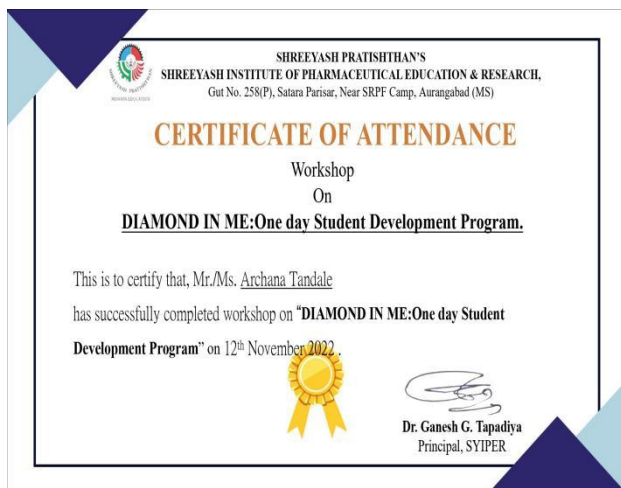 SHREEYASH PRATISHTHAN'S
SHREEYASH INSTITUTE OF PHARMACEUTICAL EDUCATION & RESEARCH,
Gut No. 258(P), Satara Parisar, Near SRPF Camp, Aurangabad (MS)
CERTIFICATE OF ATTENDANCE
Workshop
On
DIAMOND IN ME:One day Student Development Program.
This is to certify that, Mr./Ms. Archana Tandale
has successfully completed workshop on "DIAMOND IN ME:One day Student
Development Program" on 12th November 2022 .
Dr. Ganesh G. Tapadiya
Principal, SYIPER